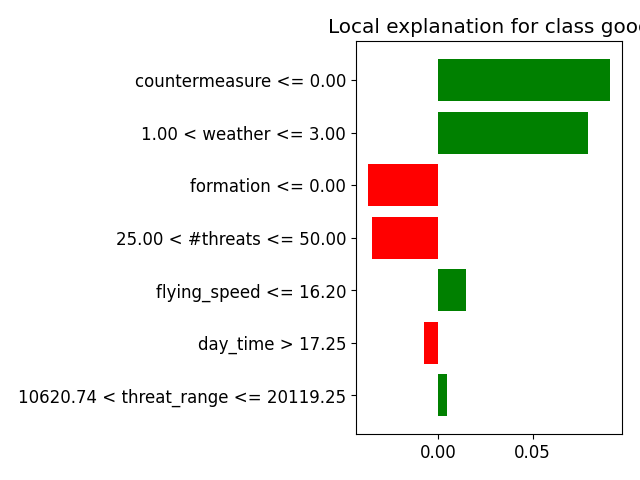 Local explanation for class good
countermeasure <= 0.00
1.00 < weather <= 3.00
formation <= 0.00
25.00 < #threats <= 50.00
flying_speed <= 16.20
day_time > 17.25
10620.74 < threat_range <= 20119.25
0.00 0.05